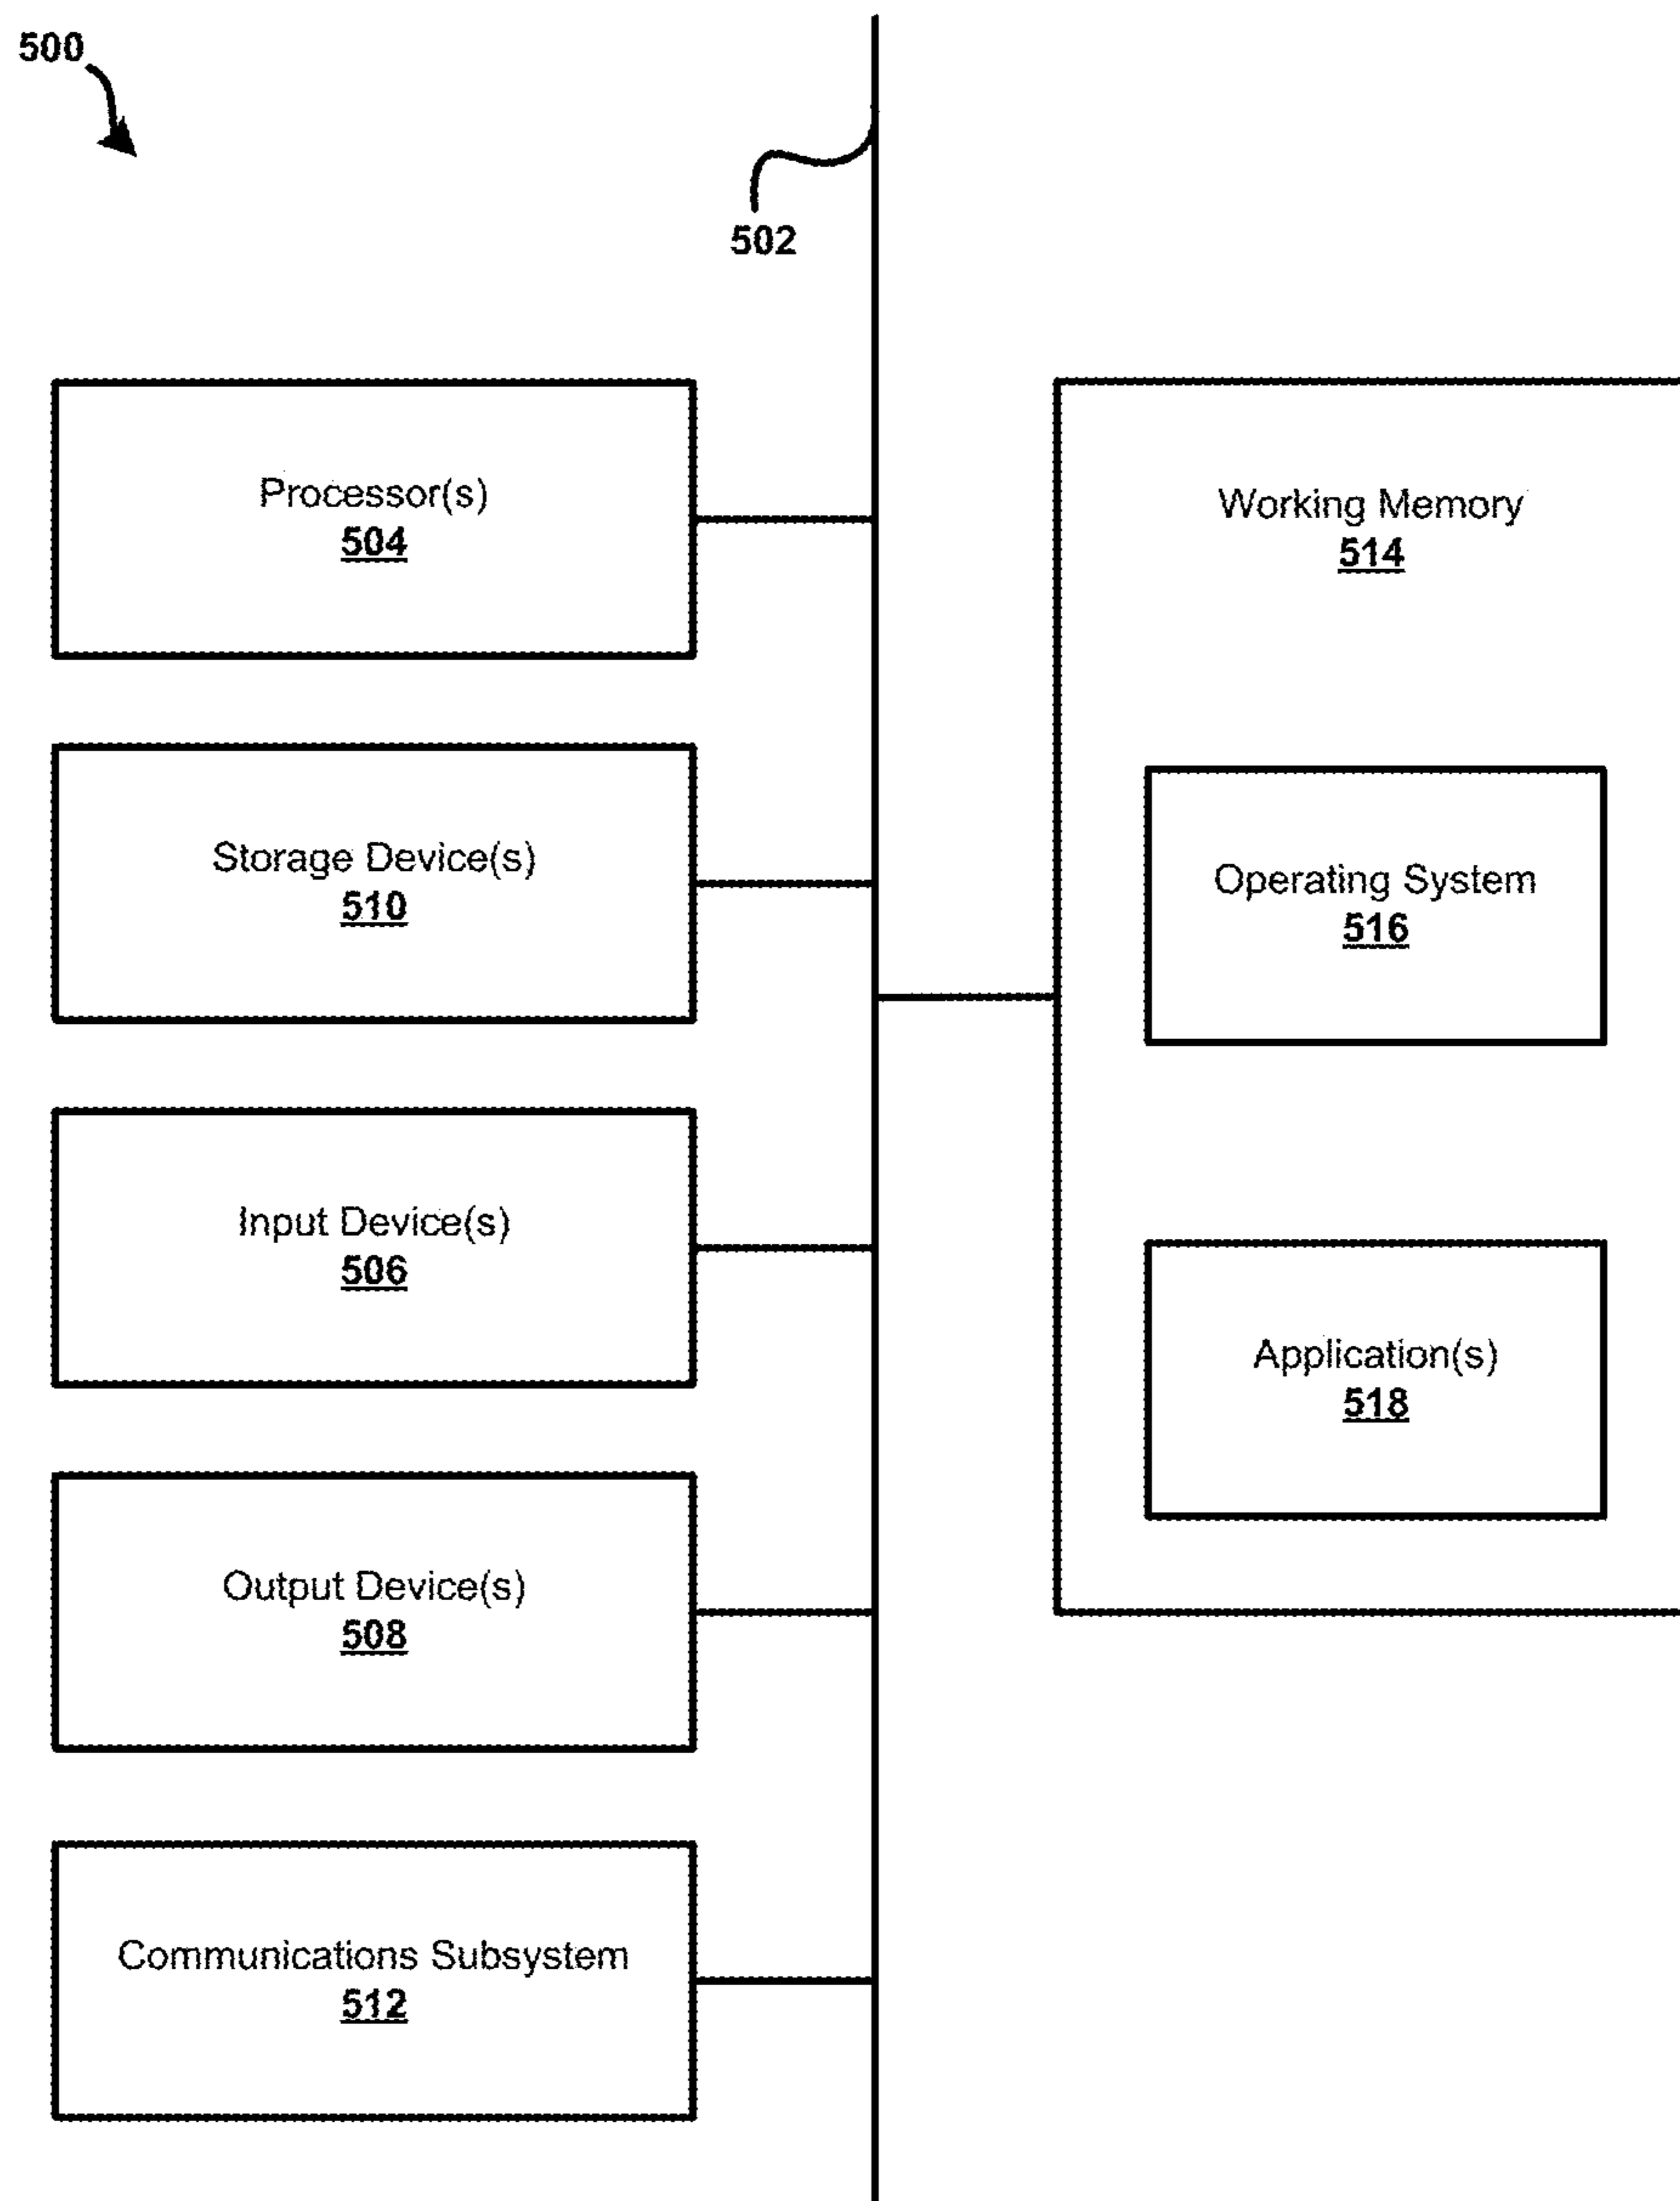 500
502
Processor(s)
504
Storage Device(s)
510
Input Device(s)
506
Output Device(s)
508
Communications Subsystem
512
Working Memory
514
Operating System
516
Application(s)
518